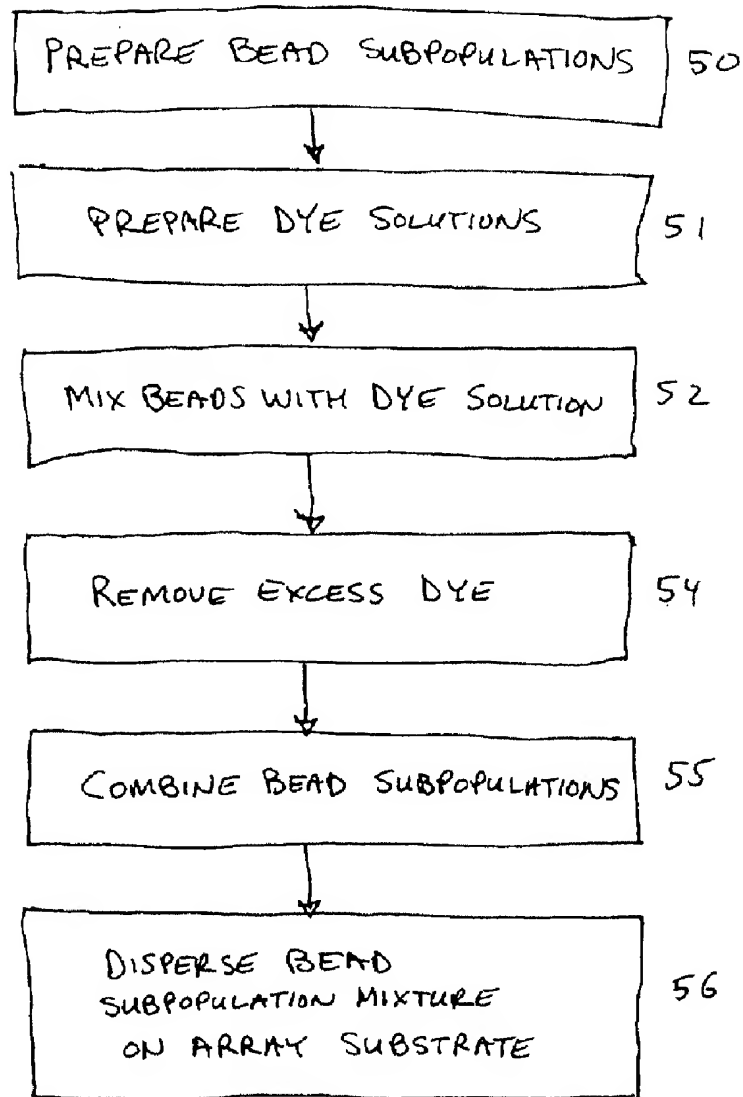 PREPARE BEAD SUBPOPULATIONS 50
PREPARE DYE SOLUTIONS 51
MIX BEADS WITH DYE SOLUTION 52
REMOVE EXCESS DYE 54
COMBINE BEAD SUBPOPULATIONS 55
DISPERSE BEAD
SUBPOPULATION MIXTURE 56
ON ARRAY SUBSTRATE